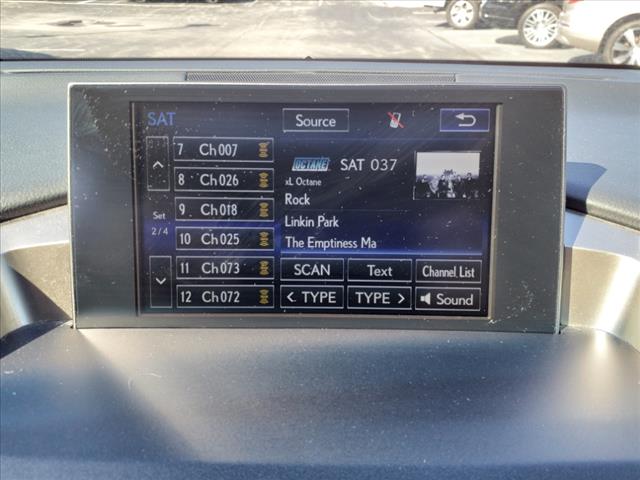 SAT
Source
7 Ch 007
8 Ch 026
9 Ch 018
10 Ch 025
11 Ch 073
12 Ch 072
Set
2/4
OCTANE SAT 037
xL Octane
Rock
Linkin Park
The Emptiness Ma
SCAN Text Channel List
< TYPE TYPE > Sound